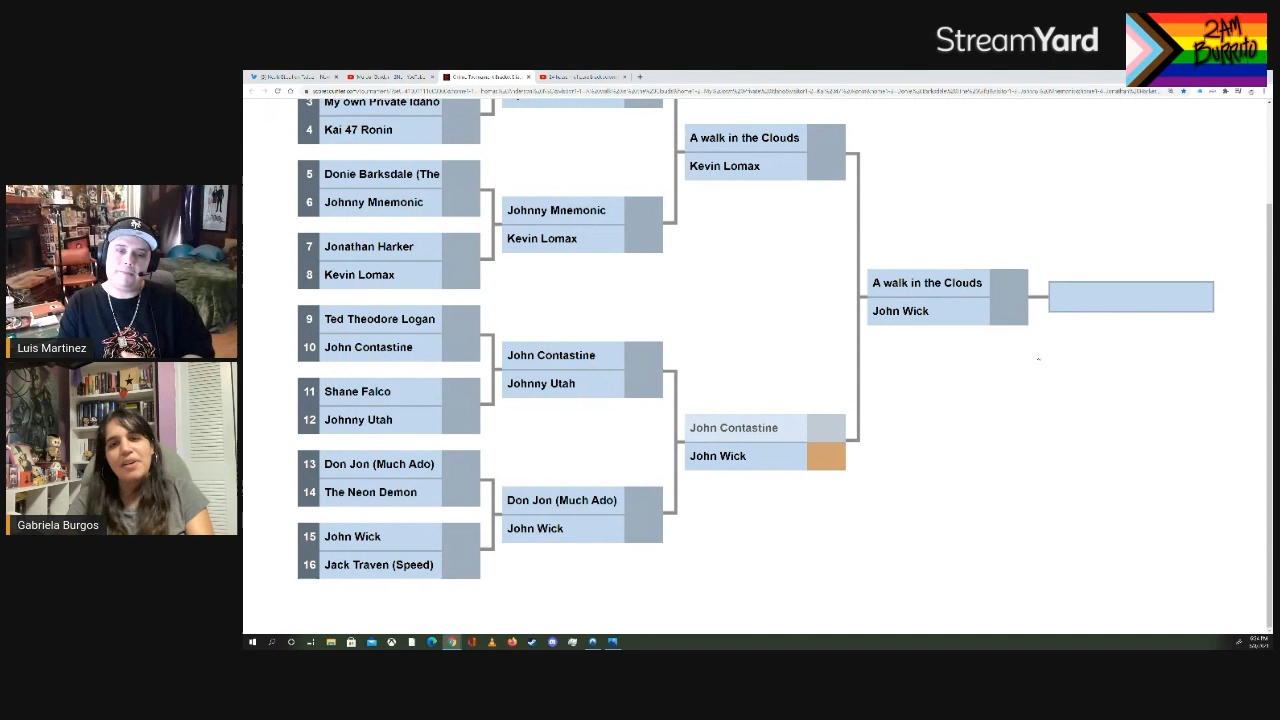 StreamYard
2AM
BURRITO
3 My own Private Idaho
4 Kai 47 Ronin
5 Donie Barksdale (The
6 Johnny Mnemonic
7 Jonathan Harker
8 Kevin Lomax
9 Ted Theodore Logan
10 John Contastine
11 Shane Falco
12 Johnny Utah
13 Don Jon (Much Ado)
14 The Neon Demon
15 John Wick
16 Jack Traven (Speed)
Johnny Mnemonic
Kevin Lomax
John Contastine
Johnny Utah
Don Jon (Much Ado)
John Wick
A walk in the Clouds
Kevin Lomax
John Contastine
John Wick
A walk in the Clouds
John Wick
Luis Martinez
Gabriela Burgos